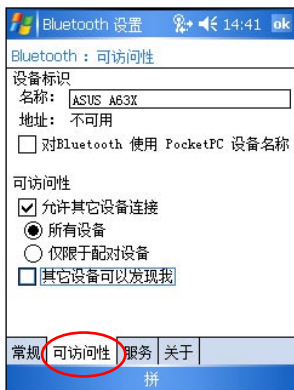 Bluetooth 设置 14:41 ok
Bluetooth : 可访问性
设备标识
名称: ASUS A63X
地址: 不可用
对Bluetooth 使用 PocketPC 设备名称
可访问性
允许其它设备连接
所有设备
仅限于配对设备
其它设备可以发现我
常规 可访问性 服务 关于
拼